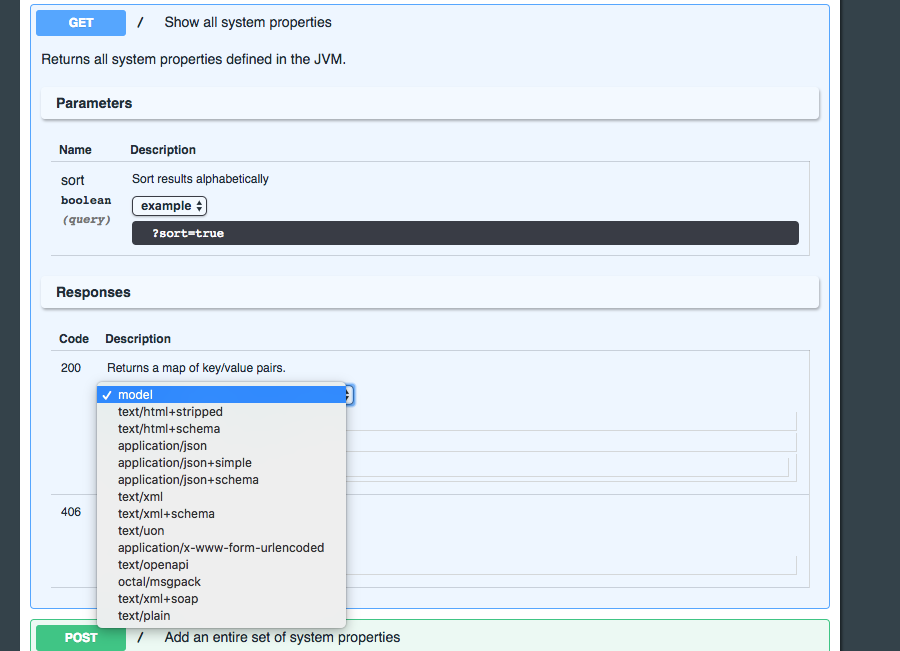 GET / Show all system properties
Returns all system properties defined in the JVM.
Parameters
Name Description
sort Sort results alphabetically
boolean
(query)
example
?sort=true
Responses
Code Description
200 Returns a map of key/value pairs.
✓ model
text/html+stripped
text/html+schema
application/json
application/json+simple
application/json+schema
text/xml
406
text/xml+schema
text/uon
application/x-www-form-urlencoded
text/openapi
octal/msgpack
text/xml+soap
text/plain
POST / Add an entire set of system properties